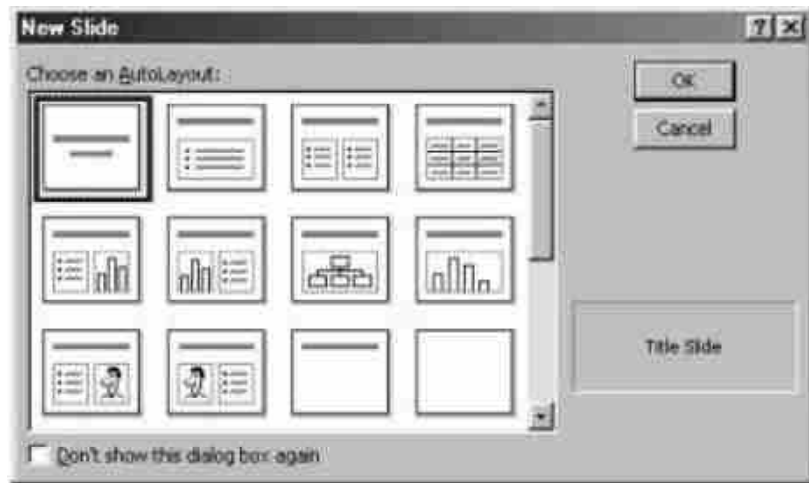 New Slide
Choose an AutoLayout:
OK
Cancel
Title Slide
Don't show this dialog box again